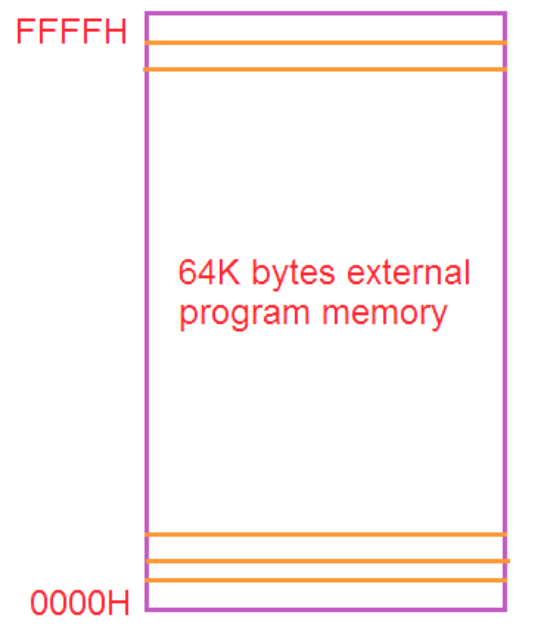 FFFFH
64K bytes external
program memory
0000H